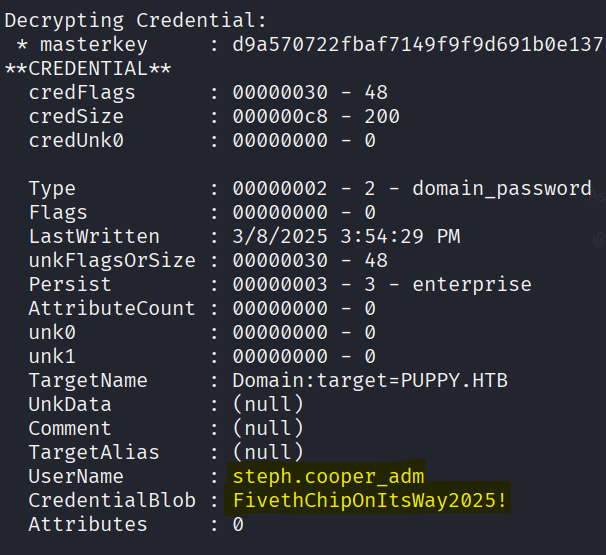 Decrypting Credential:
 * masterkey     : d9a570722fbaf7149f9f9d691b0e137
**CREDENTIAL**
  credFlags      : 00000030 - 48
  credSize       : 000000c8 - 200
  credUnk0       : 00000000 - 0

  Type           : 00000002 - 2 - domain_password
  Flags          : 00000000 - 0
  LastWritten    : 3/8/2025 3:54:29 PM
  unkFlagsOrSize : 00000030 - 48
  Persist        : 00000003 - 3 - enterprise
  AttributeCount : 00000000 - 0
  unk0           : 00000000 - 0
  unk1           : 00000000 - 0
  TargetName     : Domain:target=PUPPY.HTB
  UnkData        : (null)
  Comment        : (null)
  TargetAlias    : (null)
  UserName       : steph.cooper_adm
  CredentialBlob : FivethChipOnItsWay2025!
  Attributes     : 0